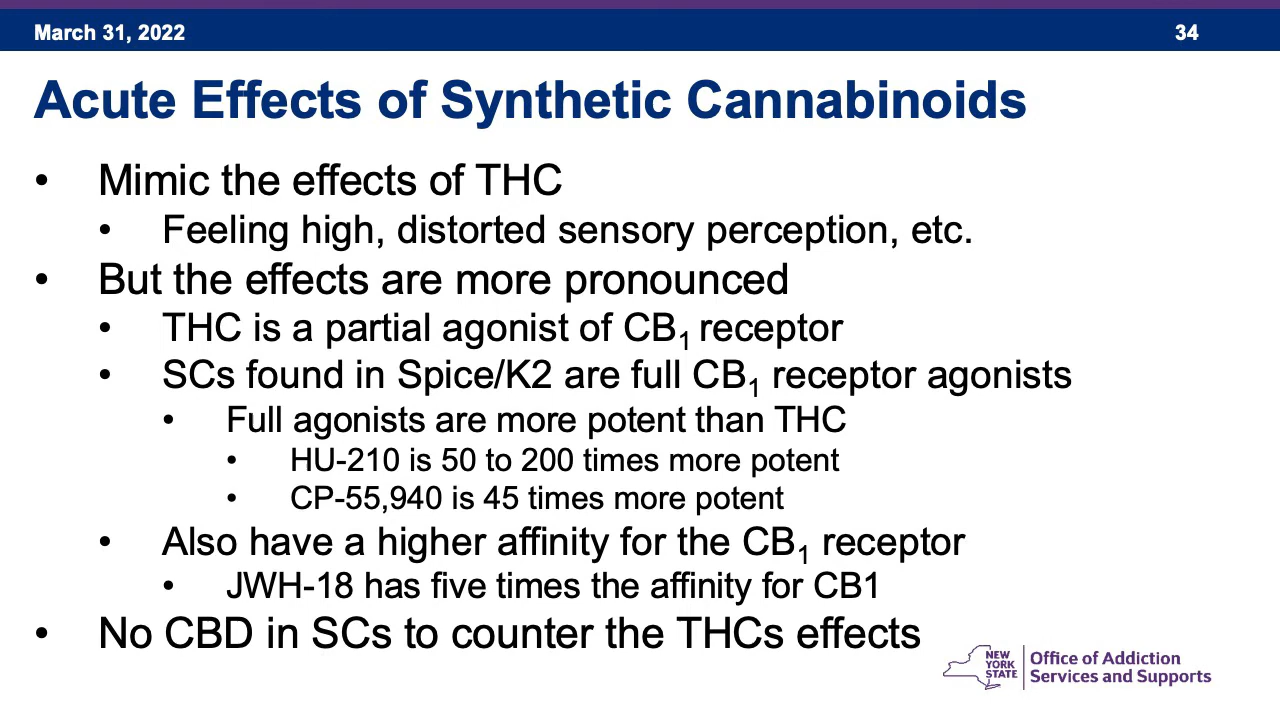 March 31, 2022
34
Acute Effects of Synthetic Cannabinoids
• Mimic the effects of THC
• Feeling high, distorted sensory perception, etc.
• But the effects are more pronounced
• THC is a partial agonist of CB₁ receptor
• SCs found in Spice/K2 are full CB₁ receptor agonists
• Full agonists are more potent than THC
• HU-210 is 50 to 200 times more potent
• CP-55,940 is 45 times more potent
• Also have a higher affinity for the CB₁ receptor
• JWH-18 has five times the affinity for CB1
• No CBD in SCs to counter the THCs effects
NEW
YORK
STATE
Office of Addiction
Services and Supports